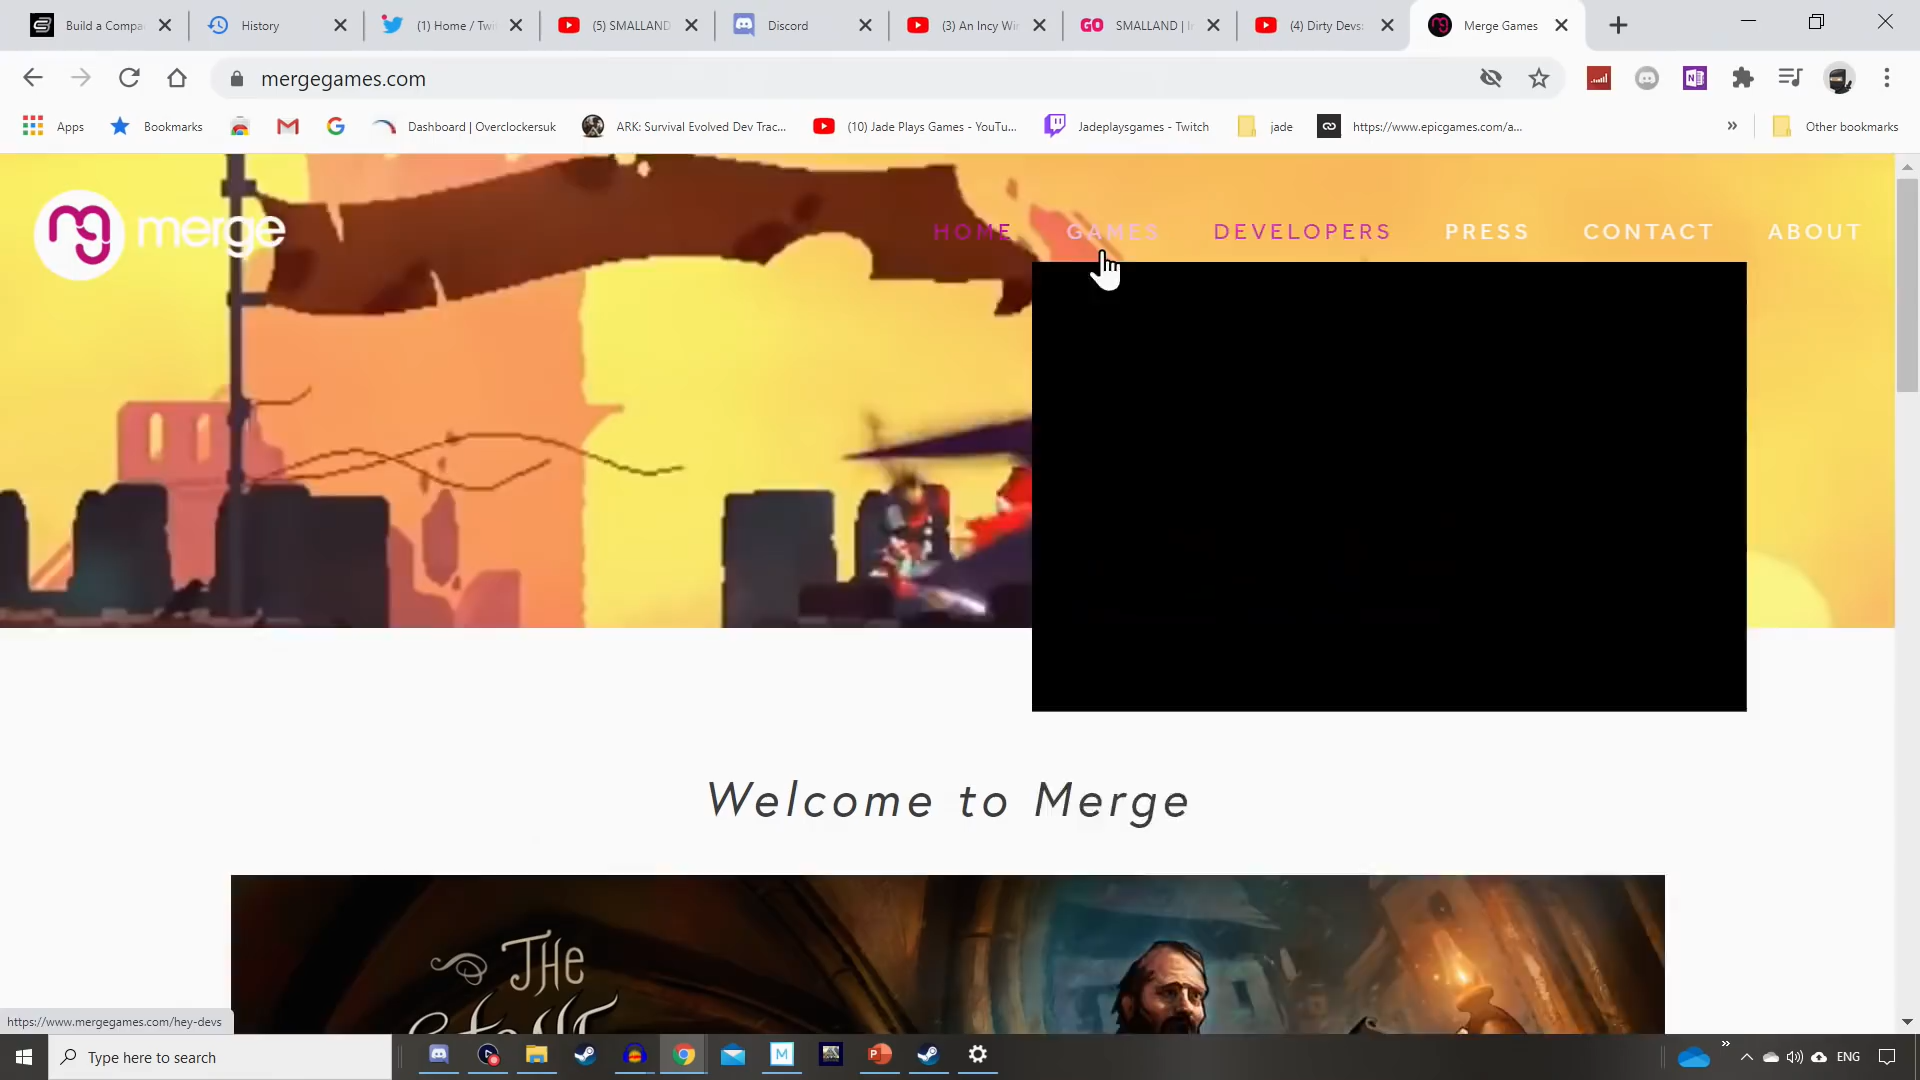 Build a Compa
History
(1) Home / Twi
(5) SMALLAND
Discord
(3) An Incy Wi
SMALLAND | I
(4) Dirty Devs:
Merge Games
mergegames.com
Apps
Bookmarks
Dashboard | Overclockersuk
ARK: Survival Evolved Dev Trac...
(10) Jade Plays Games - YouTu...
Jadeplaysgames - Twitch
jade
https://www.epicgames.com/a...
»
Other bookmarks
merge
HOME
GAMES
DEVELOPERS
PRESS
CONTACT
ABOUT
Welcome to Merge
THE
https://www.mergegames.com/hey-devs
Type here to search
ENG